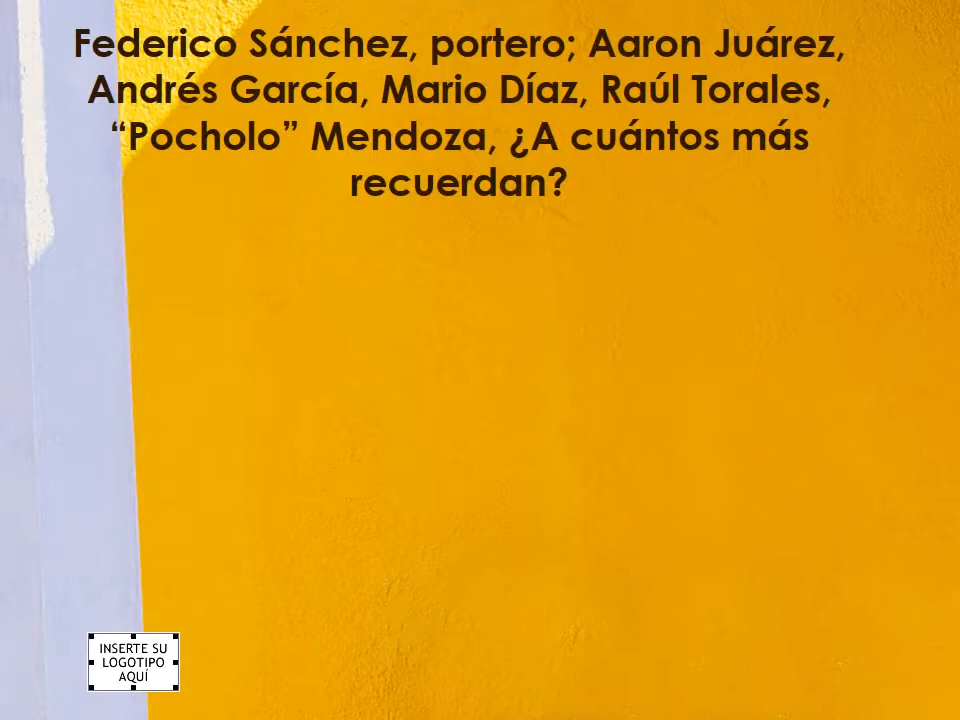 Federico Sánchez, portero; Aaron Juárez,
Andrés García, Mario Díaz, Raúl Torales,
“Pocholo” Mendoza, ¿A cuántos más
recuerdan?
INSERTE SU
LOGOTIPO
AQUÍ